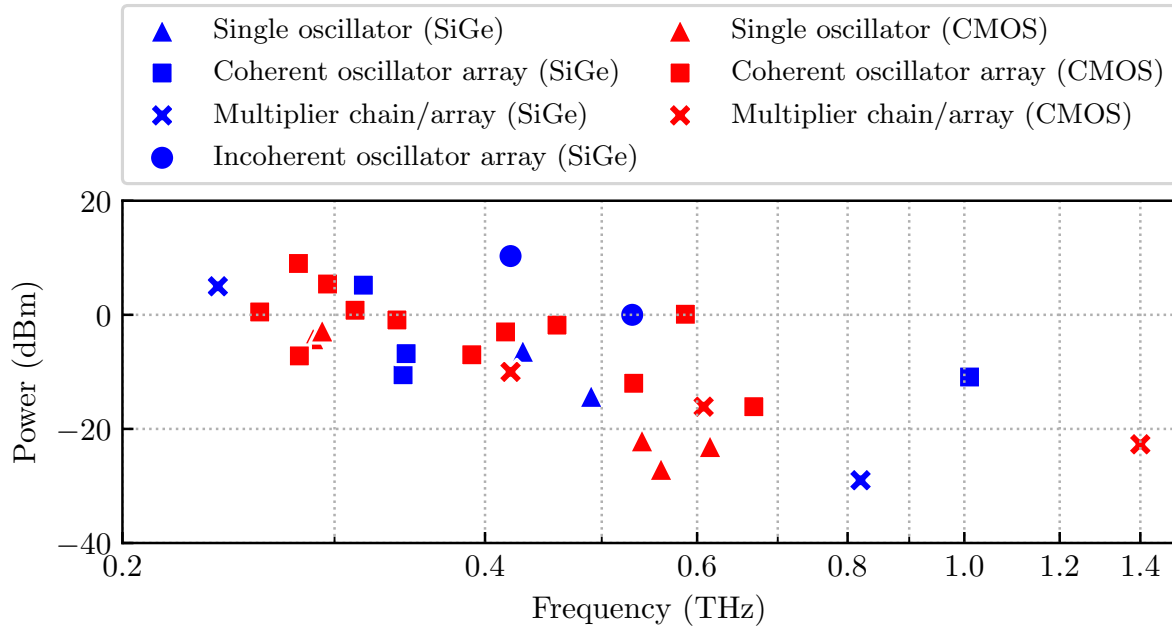 Single oscillator (SiGe)
Coherent oscillator array (SiGe)
Multiplier chain/array (SiGe)
Incoherent oscillator array (SiGe)
Single oscillator (CMOS)
Coherent oscillator array (CMOS)
Multiplier chain/array (CMOS)
Power (dBm)
20
0
−20
−40
0.2
0.4
0.6
0.8
1.0
1.2
1.4
Frequency (THz)